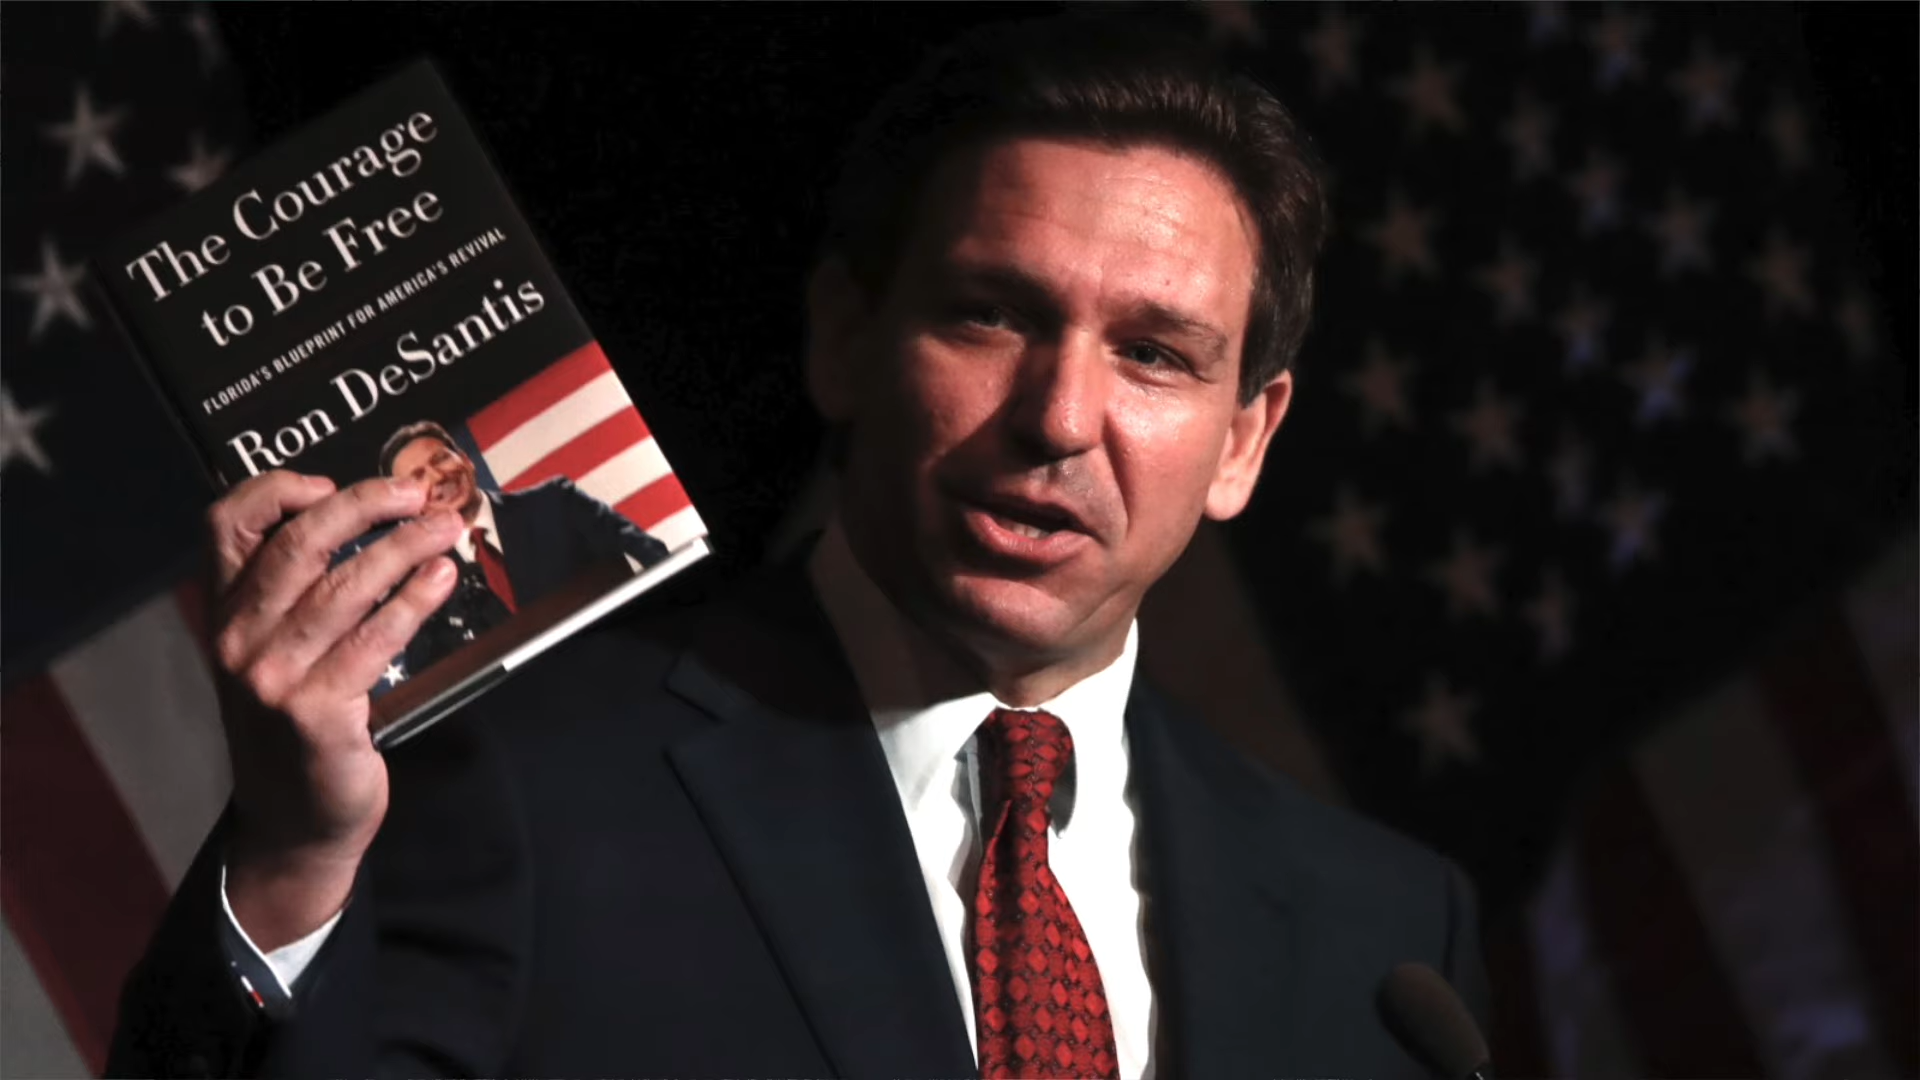 The Courage
to Be Free
FLORIDA'S BLUEPRINT FOR AMERICA'S REVIVAL
Ron DeSantis